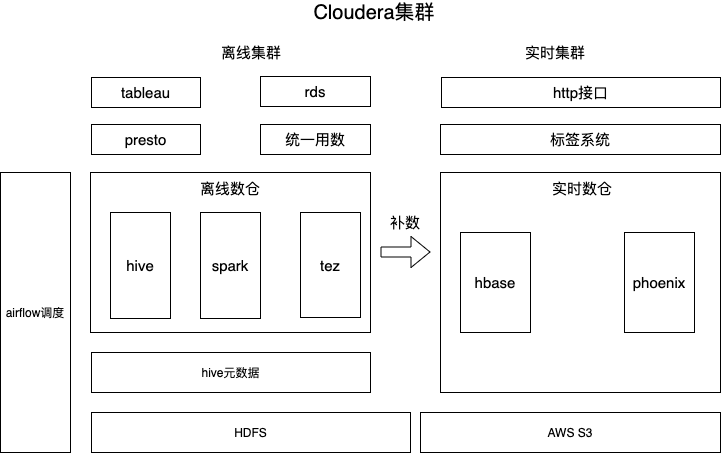 Cloudera集群
离线集群
实时集群
tableau
rds
http接口
presto
统一用数
标签系统
离线数仓
实时数仓
补数
hive
spark
tez
hbase
phoenix
airflow调度
hive元数据
HDFS
AWS S3